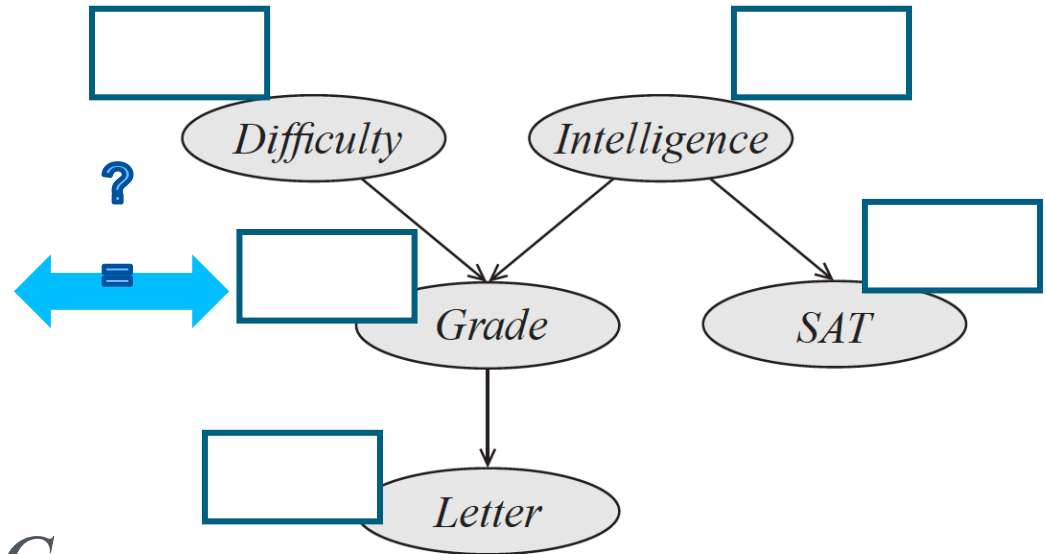 Difficulty Intelligence
?
=
Grade SAT
Letter
G